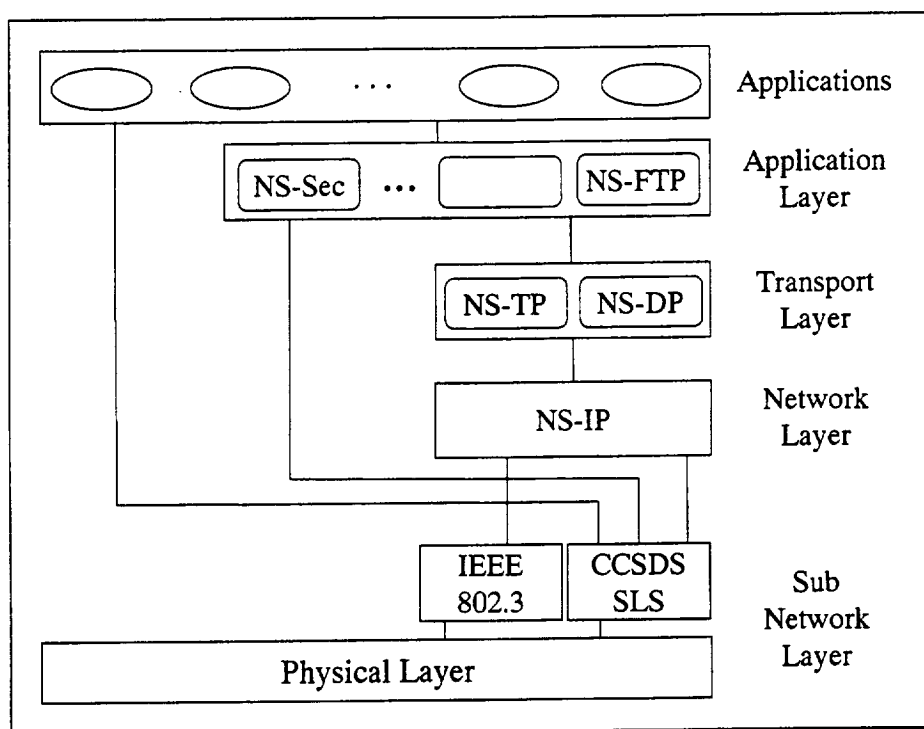 ... Applications
NS-Sec ... NS-FTP Application
Layer
NS-TP NS-DP Transport
Layer
NS-IP Network
Layer
IEEE
802.3
CCSDS
SLS
Sub
Network
Layer
Physical Layer